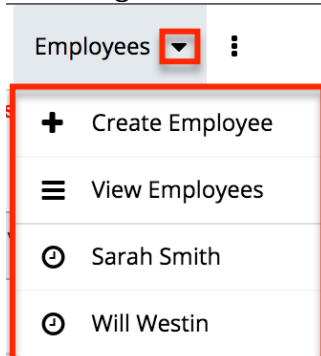 Employees
Create Employee
View Employees
Sarah Smith
Will Westin